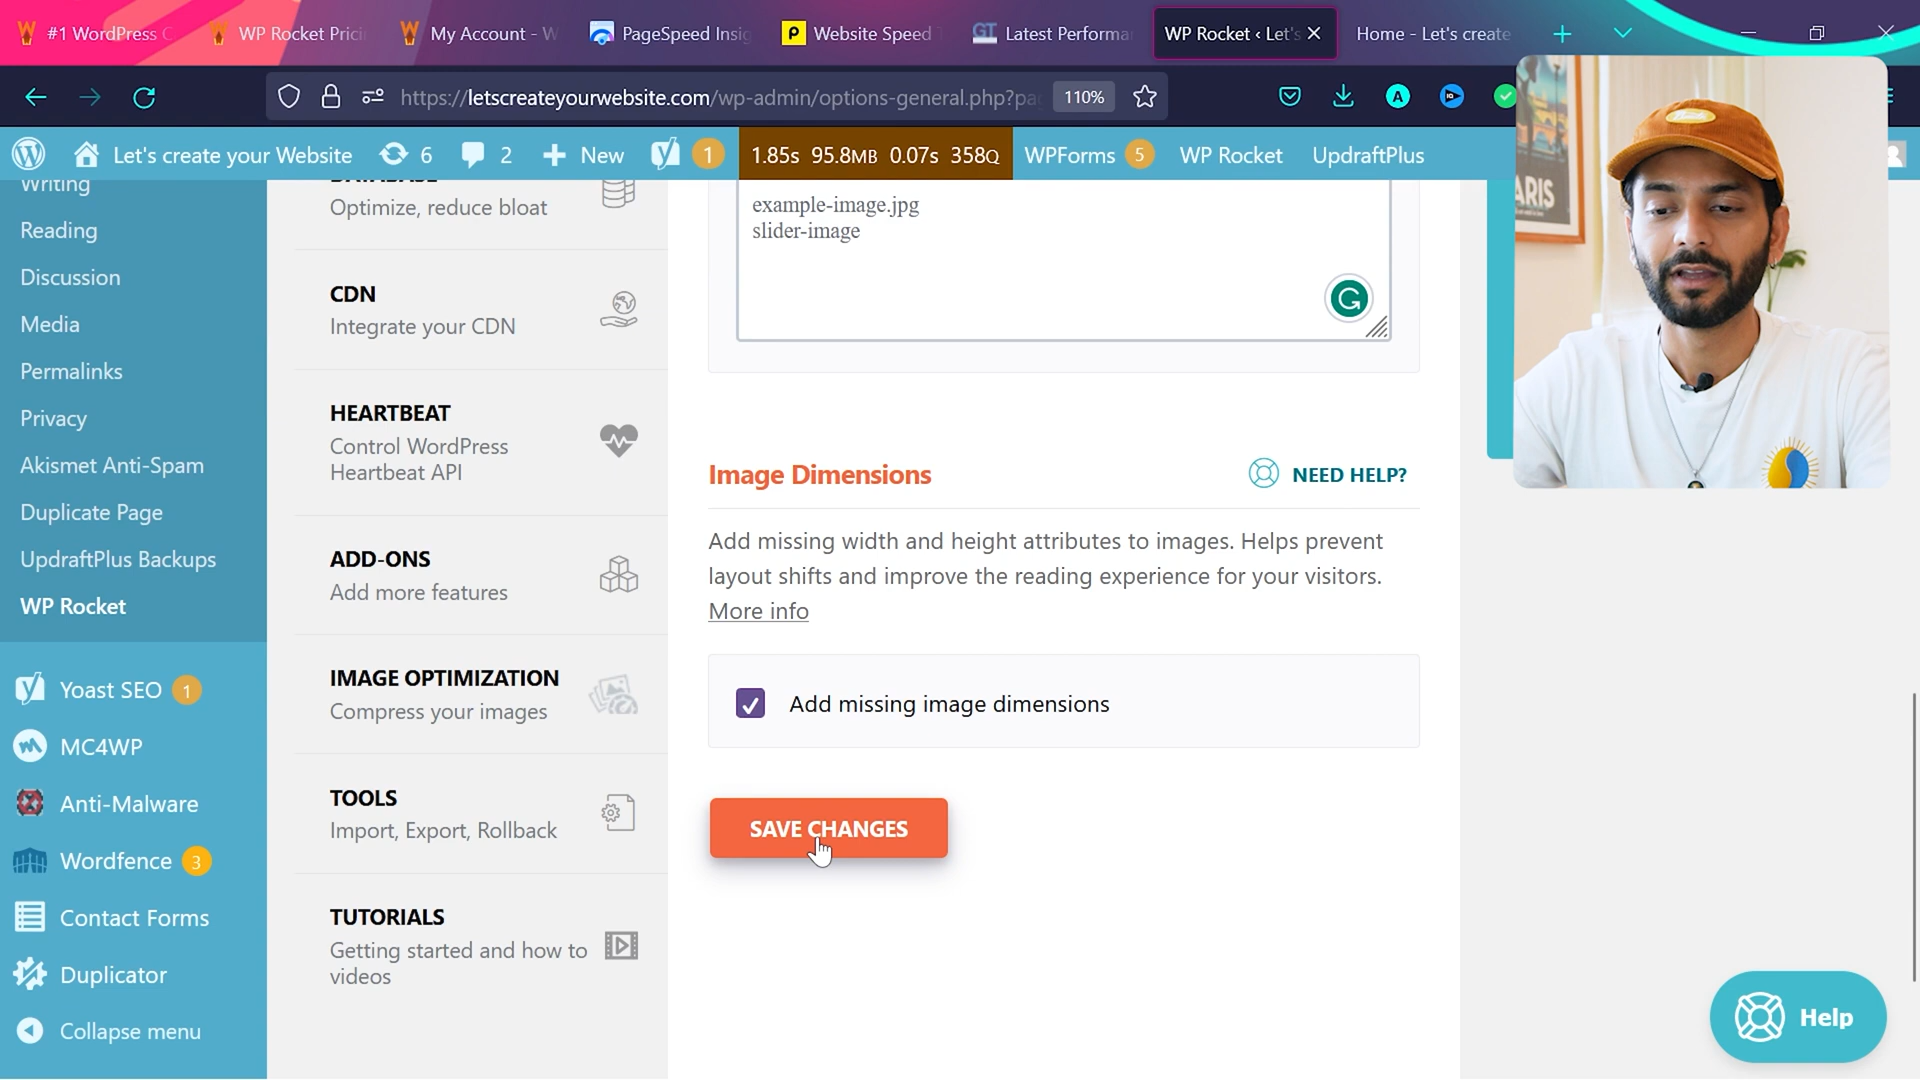 #1 WordPress C
WP Rocket Prici
My Account - W
PageSpeed Insig
Website Speed T
Latest Performa
WP Rocket ‹ Let's
Home - Let's create
https://letscreateyourwebsite.com/wp-admin/options-general.php?pa
110%
Let's create your Website
6
2
New
1
1.85s 95.8MB 0.07s 358Q
WPForms 5
WP Rocket
UpdraftPlus
Writing
Reading
Discussion
Media
Permalinks
Privacy
Akismet Anti-Spam
Duplicate Page
UpdraftPlus Backups
WP Rocket
Yoast SEO 1
MC4WP
Anti-Malware
Wordfence 3
Contact Forms
Duplicator
Collapse menu
DATABASE
Optimize, reduce bloat
CDN
Integrate your CDN
HEARTBEAT
Control WordPress
Heartbeat API
ADD-ONS
Add more features
IMAGE OPTIMIZATION
Compress your images
TOOLS
Import, Export, Rollback
TUTORIALS
Getting started and how to
videos
example-image.jpg
slider-image
Image Dimensions
NEED HELP?
Add missing width and height attributes to images. Helps prevent
layout shifts and improve the reading experience for your visitors.
More info
Add missing image dimensions
SAVE CHANGES
ARIS
Help